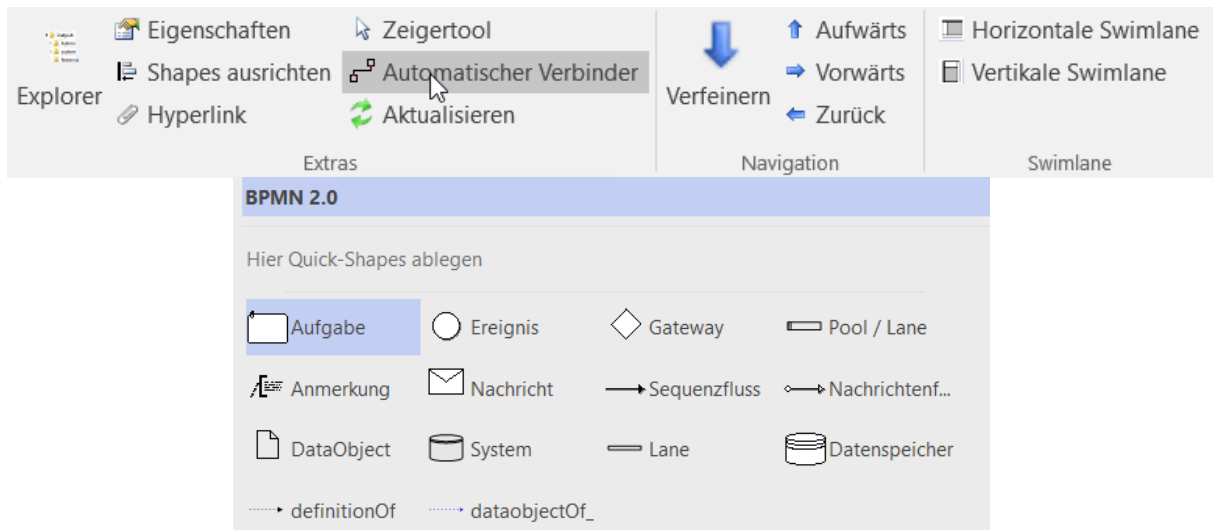 Explorer
Eigenschaften
Shapes ausrichten
Hyperlink
Zeigertool
Automatischer Verbinder
Aktualisieren
Extras
Verfeinern
Aufwärts
Vorwärts
Zurück
Navigation
Horizontale Swimlane
Vertikale Swimlane
Swimlane
BPMN 2.0
Hier Quick-Shapes ablegen
Aufgabe Ereignis Gateway Pool / Lane
Anmerkung Nachricht Sequenzfluss Nachrichtenf...
DataObject System Lane Datenspeicher
definitionOf dataobjectOf_